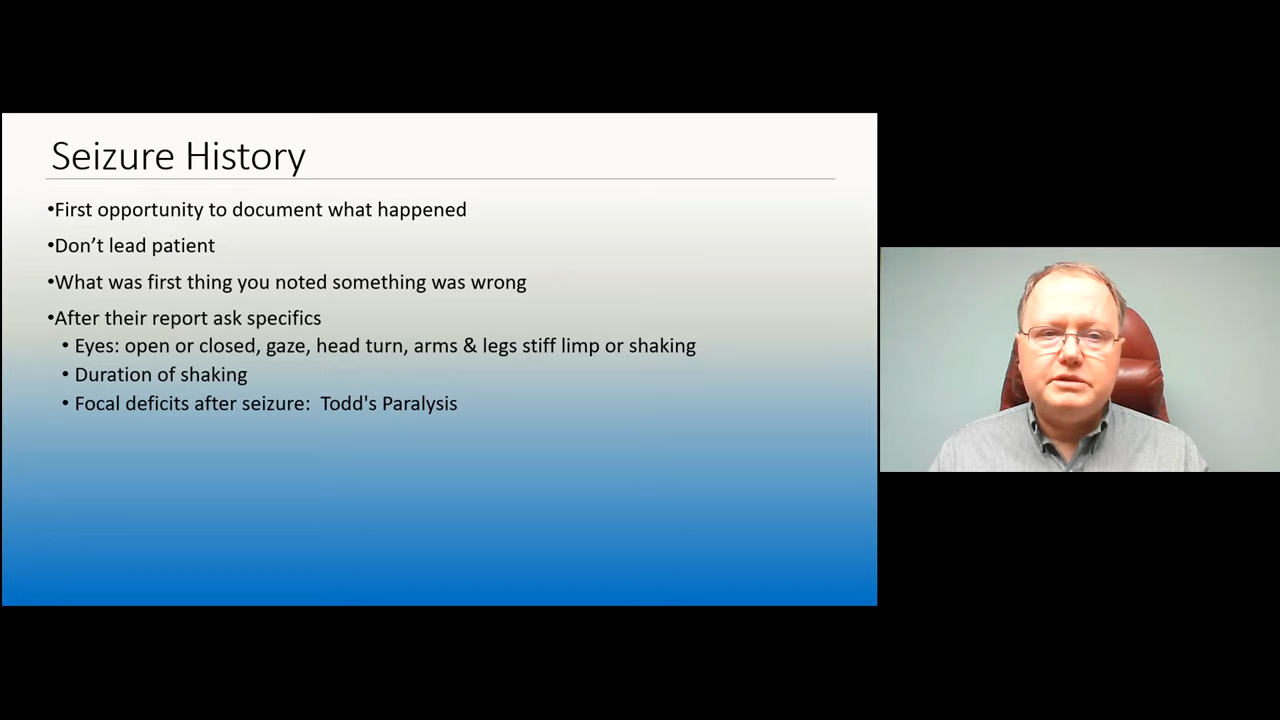 Seizure History
•First opportunity to document what happened
•Don’t lead patient
•What was first thing you noted something was wrong
•After their report ask specifics
• Eyes: open or closed, gaze, head turn, arms & legs stiff limp or shaking
• Duration of shaking
• Focal deficits after seizure:  Todd's Paralysis